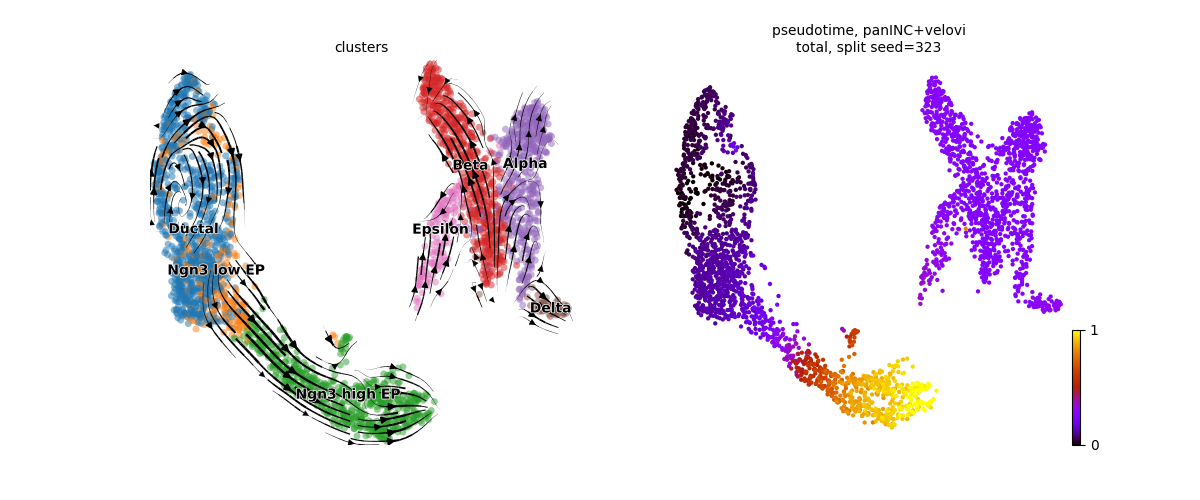 clusters
pseudotime, panINC+velovi
total, split seed=323
Beta
Alpha
Ductal
Epsilon
Ngn3 low EP
Delta
Ngn3 high EP
1
0